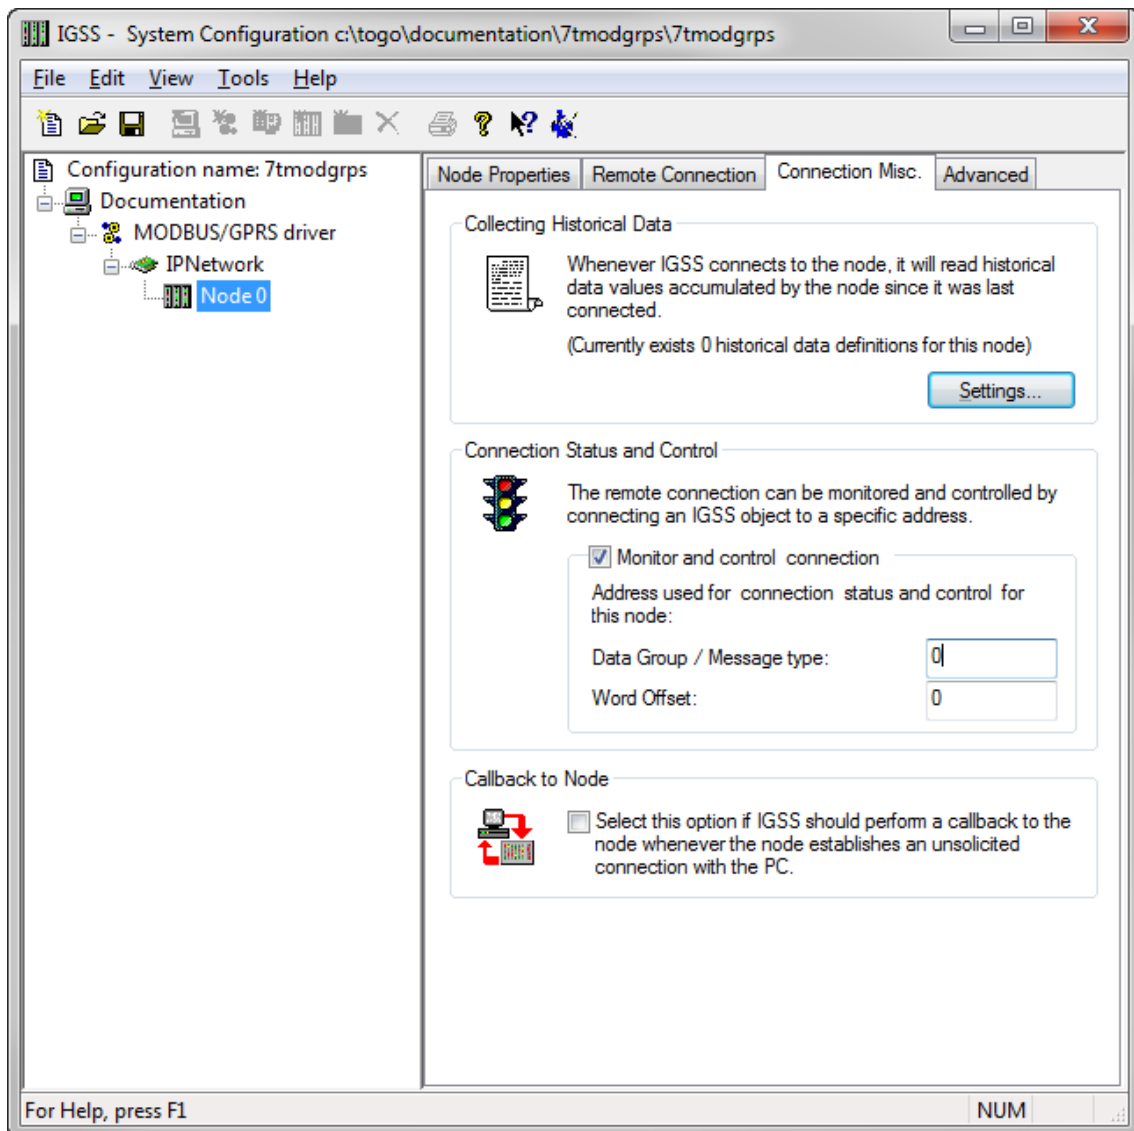 IGSS - System Configuration c:\togo\documentation\7tmodgrps\7tmodgrps
File Edit View Tools Help
Configuration name: 7tmodgrps
Documentation
MODBUS/GPRS driver
IPNetwork
Node 0
Node Properties Remote Connection Connection Misc. Advanced
Collecting Historical Data
Whenever IGSS connects to the node, it will read historical
data values accumulated by the node since it was last
connected.
(Currently exists 0 historical data definitions for this node)
Settings...
Connection Status and Control
The remote connection can be monitored and controlled by
connecting an IGSS object to a specific address.
Monitor and control connection
Address used for connection status and control for
this node:
Data Group / Message type: 0
Word Offset: 0
Callback to Node
Select this option if IGSS should perform a callback to the
node whenever the node establishes an unsolicited
connection with the PC.
For Help, press F1 NUM